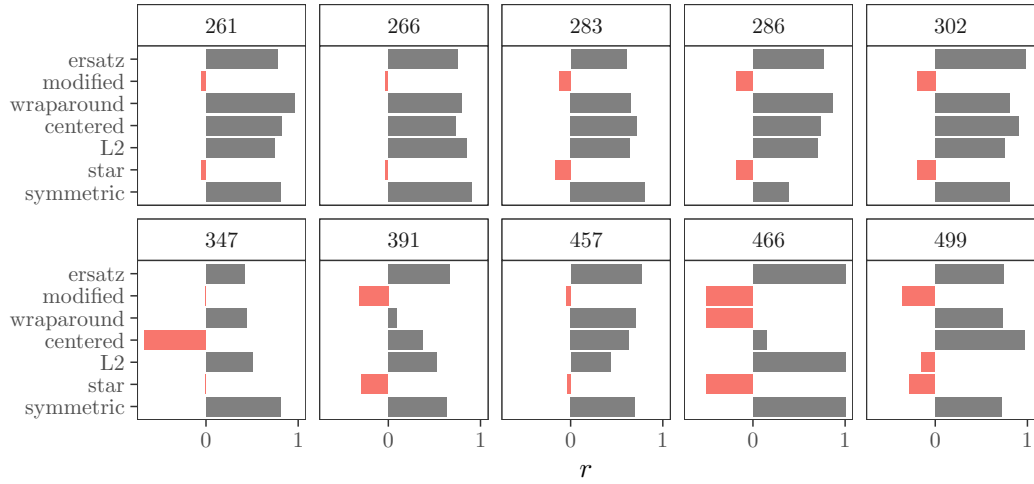 261 266 283 286 302
ersatz
modified
wraparound
centered
L2
star
symmetric
347 391 457 466 499
ersatz
modified
wraparound
centered
L2
star
symmetric
0 1 0 1 0 1 0 1 0 1
r